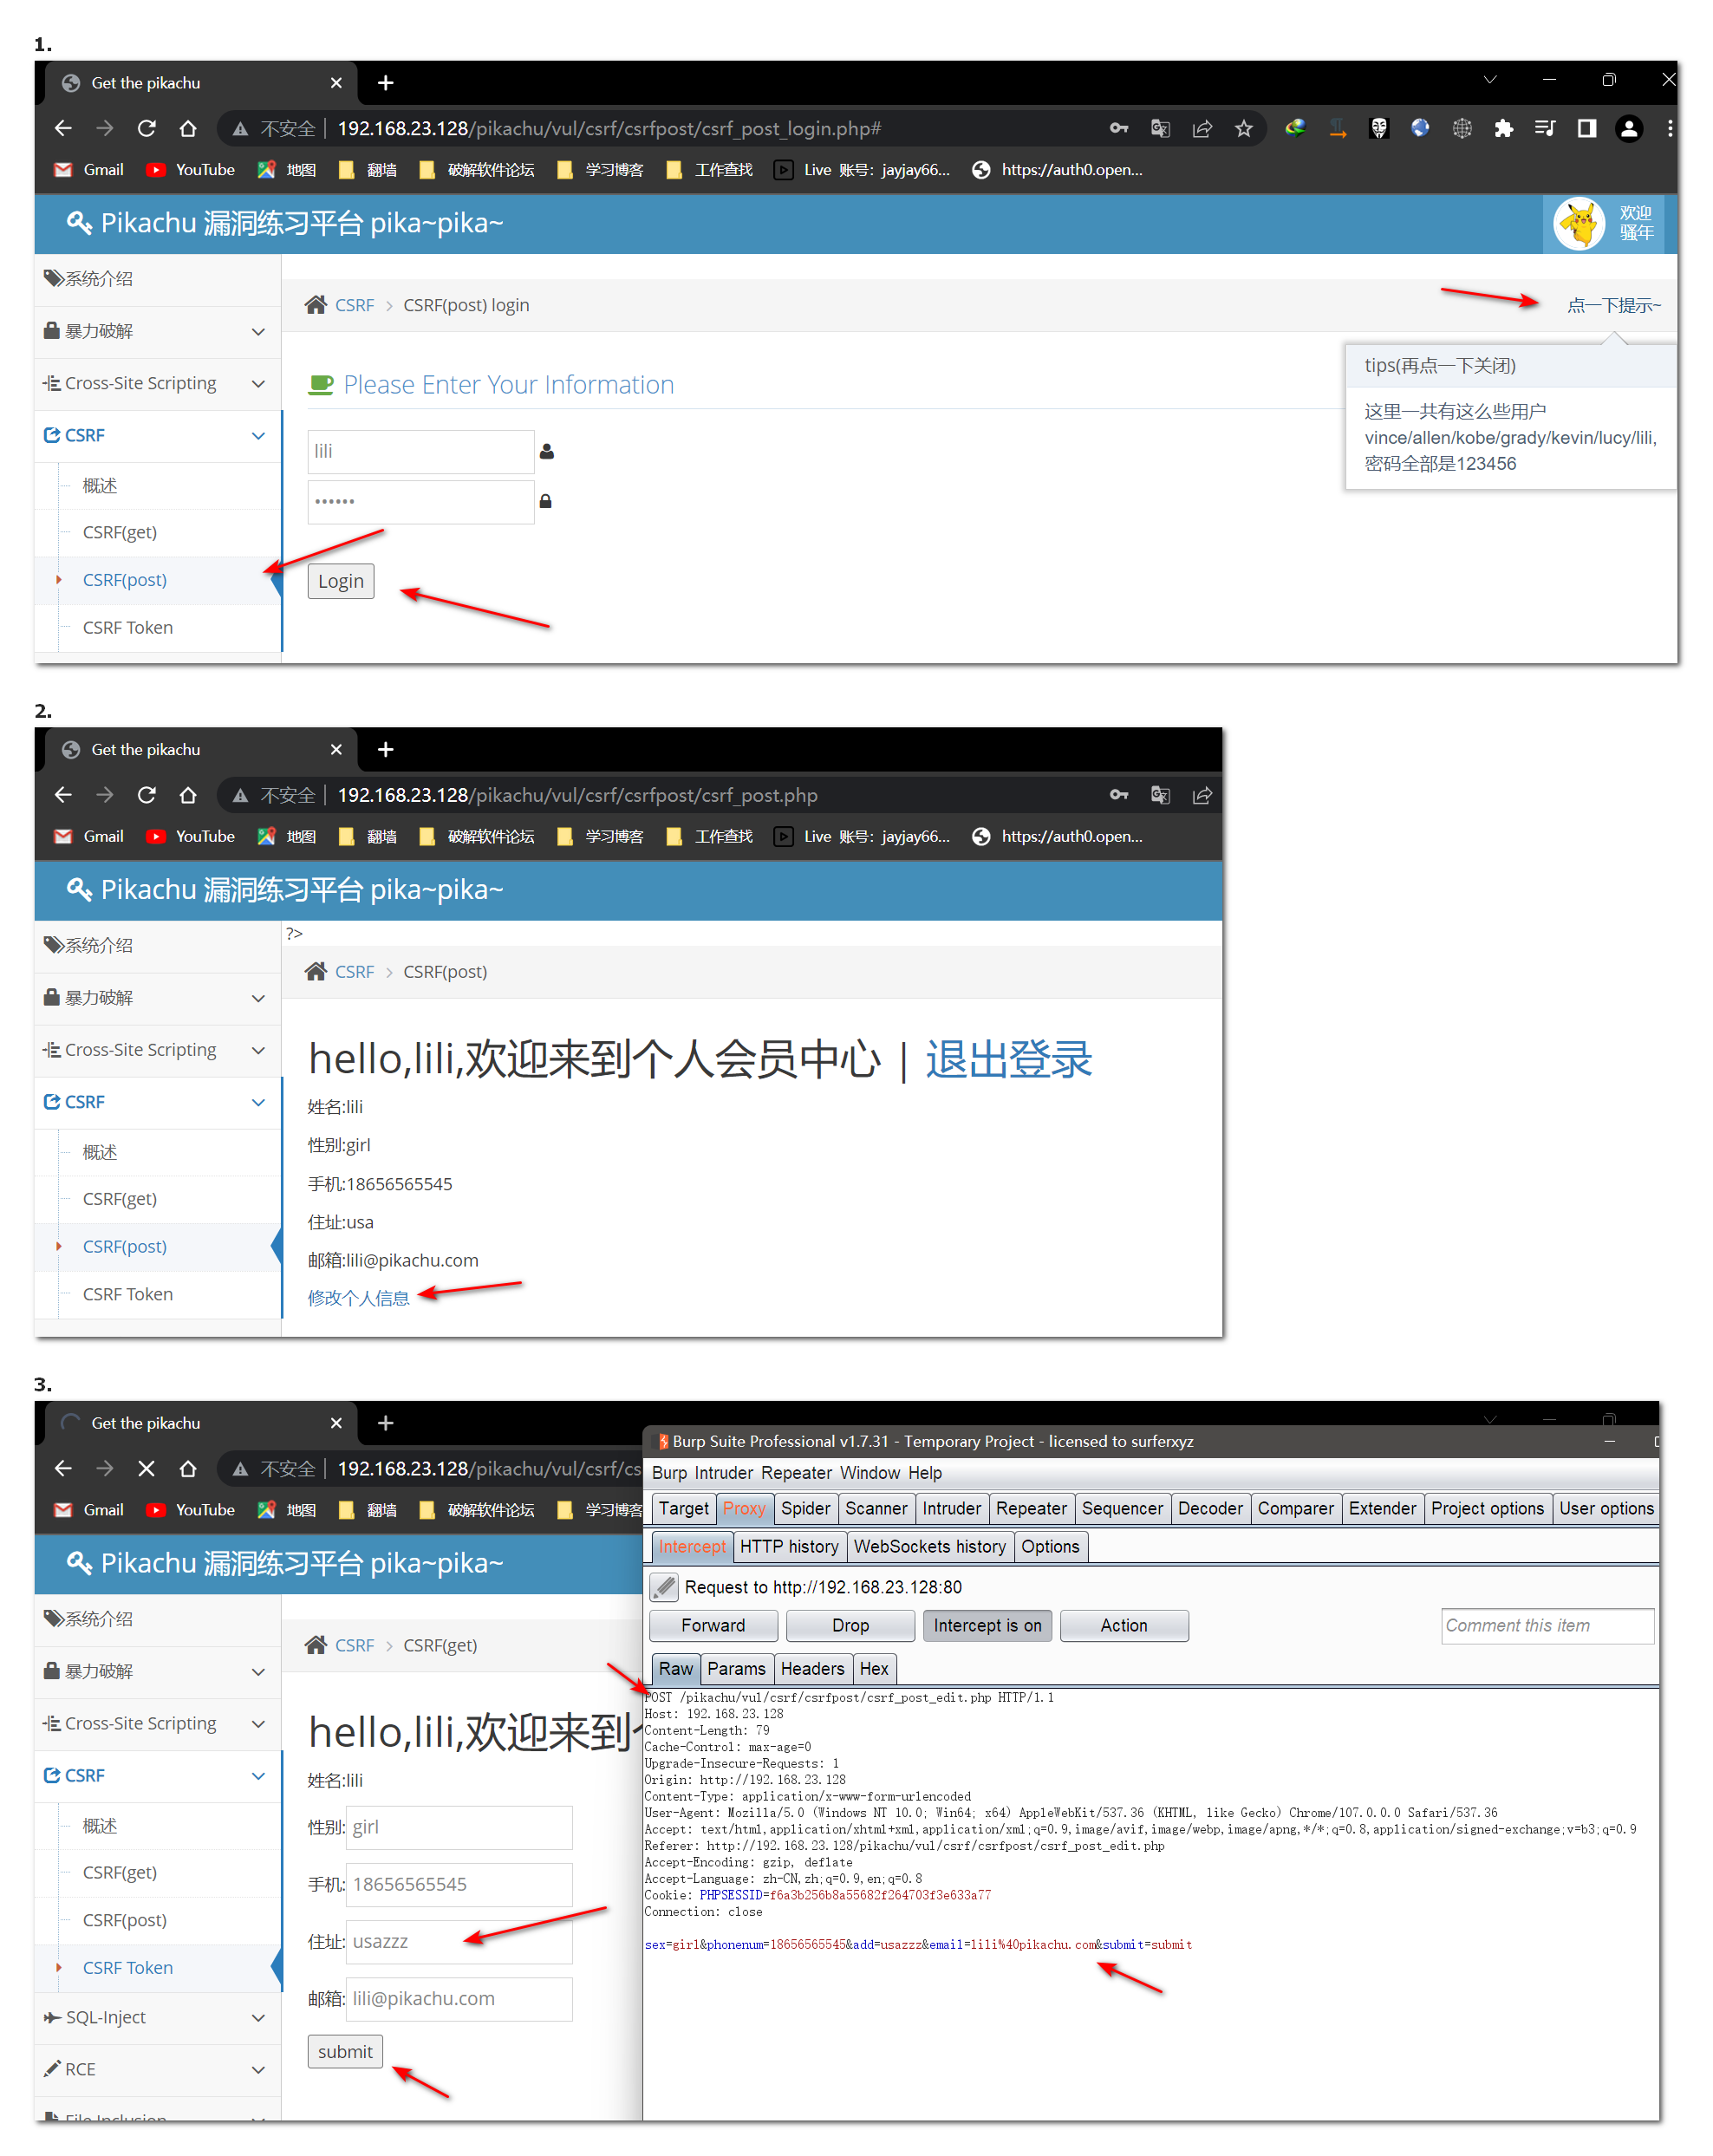 1.
Get the pikachu
不安全 192.168.23.128/pikachu/vul/csrf/csrfpost/csrf_post_login.php#
Gmail YouTube 地图 翻墙 破解软件论坛 学习博客 工作查找 Live 账号：jayjay66... https://auth0.open...
Pikachu 漏洞练习平台 pika~pika~
欢迎
骚年
系统介绍
暴力破解
Cross-Site Scripting
CSRF
概述
CSRF(get)
CSRF(post)
CSRF Token
CSRF > CSRF(post) login
点一下提示~
tips(再点一下关闭)
这里一共有这么些用户
vince/allen/kobe/grady/kevin/lucy/lili,
密码全部是123456
Please Enter Your Information
lili
••••••
Login
2.
Get the pikachu
不安全 192.168.23.128/pikachu/vul/csrf/csrfpost/csrf_post.php
Gmail YouTube 地图 翻墙 破解软件论坛 学习博客 工作查找 Live 账号：jayjay66... https://auth0.open...
Pikachu 漏洞练习平台 pika~pika~
系统介绍
暴力破解
Cross-Site Scripting
CSRF
概述
CSRF(get)
CSRF(post)
CSRF Token
?>
CSRF > CSRF(post)
hello,lili,欢迎来到个人会员中心 | 退出登录
姓名:lili
性别:girl
手机:18656565545
住址:usa
邮箱:lili@pikachu.com
修改个人信息
3.
Get the pikachu
不安全 192.168.23.128/pikachu/vul/csrf/cs
Gmail YouTube 地图 翻墙 破解软件论坛 学习博客
Pikachu 漏洞练习平台 pika~pika~
系统介绍
暴力破解
Cross-Site Scripting
CSRF
概述
CSRF(get)
CSRF(post)
CSRF Token
SQL-Inject
RCE
File Inclusion
CSRF > CSRF(get)
hello,lili,欢迎来到
姓名:lili
性别: girl
手机: 18656565545
住址: usazzz
邮箱: lili@pikachu.com
submit
Burp Suite Professional v1.7.31 - Temporary Project - licensed to surferxyz
Burp Intruder Repeater Window Help
Target Proxy Spider Scanner Intruder Repeater Sequencer Decoder Comparer Extender Project options User options
Intercept HTTP history WebSockets history Options
Request to http://192.168.23.128:80
Forward Drop Intercept is on Action Comment this item
Raw Params Headers Hex
POST /pikachu/vul/csrf/csrfpost/csrf_post_edit.php HTTP/1.1
Host: 192.168.23.128
Content-Length: 79
Cache-Control: max-age=0
Upgrade-Insecure-Requests: 1
Origin: http://192.168.23.128
Content-Type: application/x-www-form-urlencoded
User-Agent: Mozilla/5.0 (Windows NT 10.0; Win64; x64) AppleWebKit/537.36 (KHTML, like Gecko) Chrome/107.0.0.0 Safari/537.36
Accept: text/html,application/xhtml+xml,application/xml;q=0.9,image/avif,image/webp,image/apng,*/*;q=0.8,application/signed-exchange;v=b3;q=0.9
Referer: http://192.168.23.128/pikachu/vul/csrf/csrfpost/csrf_post_edit.php
Accept-Encoding: gzip, deflate
Accept-Language: zh-CN,zh;q=0.9,en;q=0.8
Cookie: PHPSESSID=f6a3b256b8a55682f264703f3e633a77
Connection: close
sex=girl&phonenum=18656565545&add=usazzz&email=lili%40pikachu.com&submit=submit